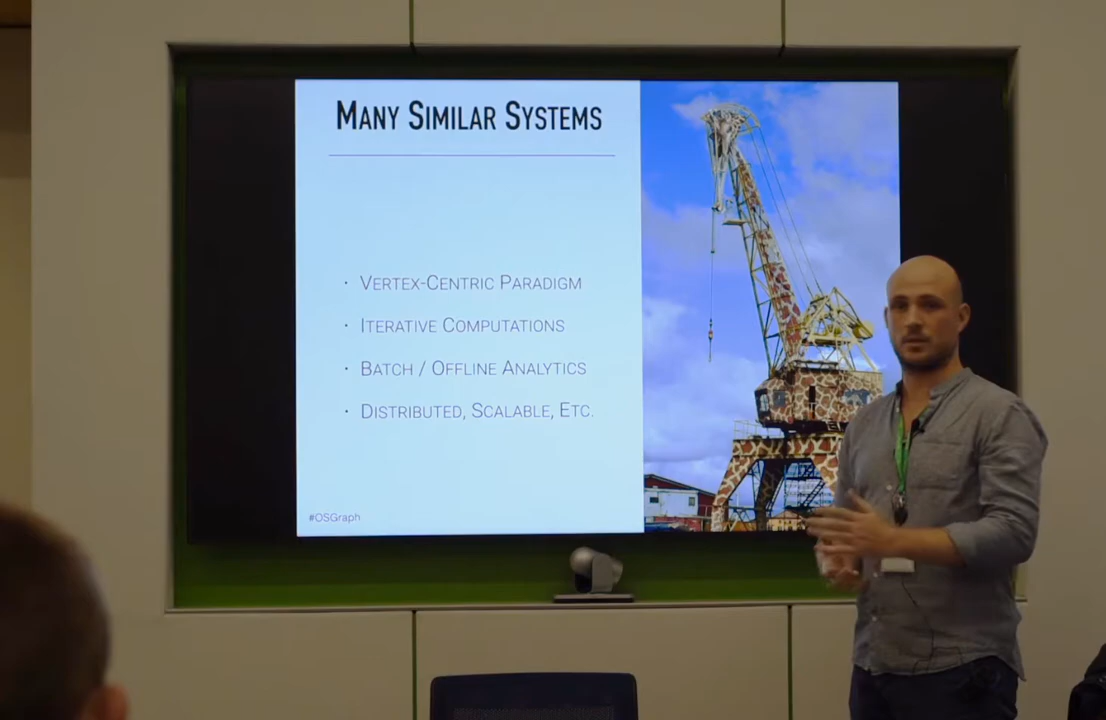 Many Similar Systems
· Vertex-Centric Paradigm
· Iterative Computations
· Batch / Offline Analytics
· Distributed, Scalable, Etc.
#OSGraph